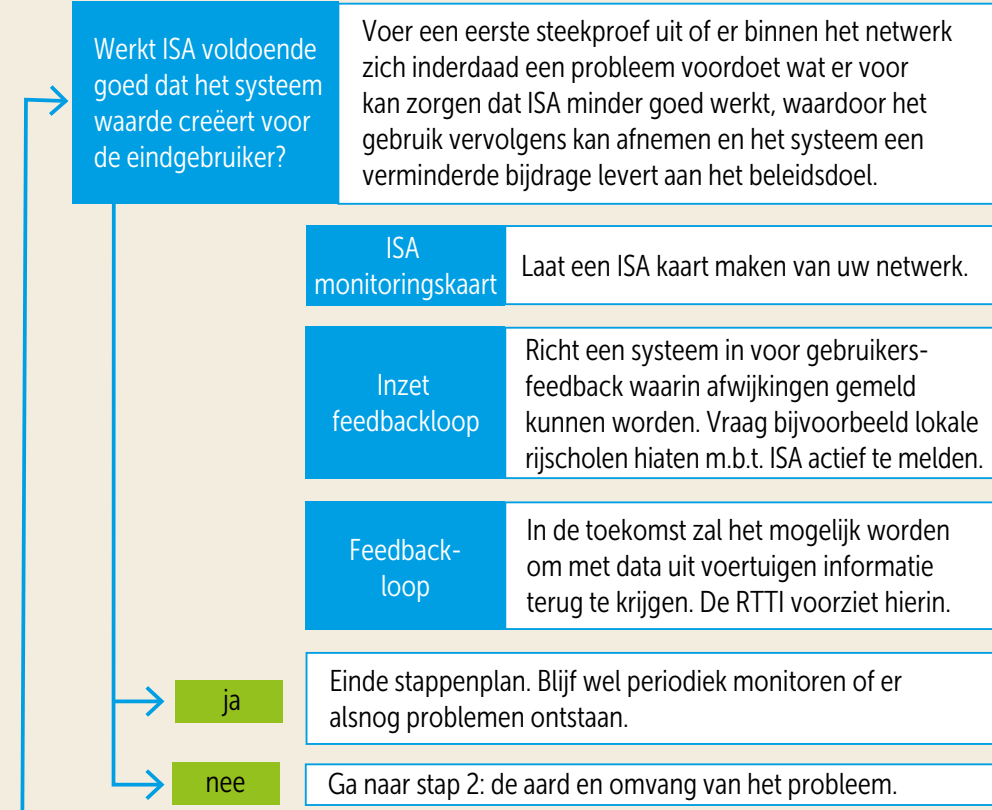 Werkt ISA voldoende
goed dat het systeem
waarde creëert voor
de eindgebruiker?
Voer een eerste steekproef uit of er binnen het netwerk
zich inderdaad een probleem voordoet wat er voor
kan zorgen dat ISA minder goed werkt, waardoor het
gebruik vervolgens kan afnemen en het systeem een
verminderde bijdrage levert aan het beleidsdoel.
ISA
monitoringskaart
Laat een ISA kaart maken van uw netwerk.
Inzet
feedbackloop
Richt een systeem in voor gebruikers-
feedback waarin afwijkingen gemeld
kunnen worden. Vraag bijvoorbeeld lokale
rijscholen hiaten m.b.t. ISA actief te melden.
Feedback-
loop
In de toekomst zal het mogelijk worden
om met data uit voertuigen informatie
terug te krijgen. De RTTI voorziet hierin.
ja
Einde stappenplan. Blijf wel periodiek monitoren of er
alsnog problemen ontstaan.
nee
Ga naar stap 2: de aard en omvang van het probleem.